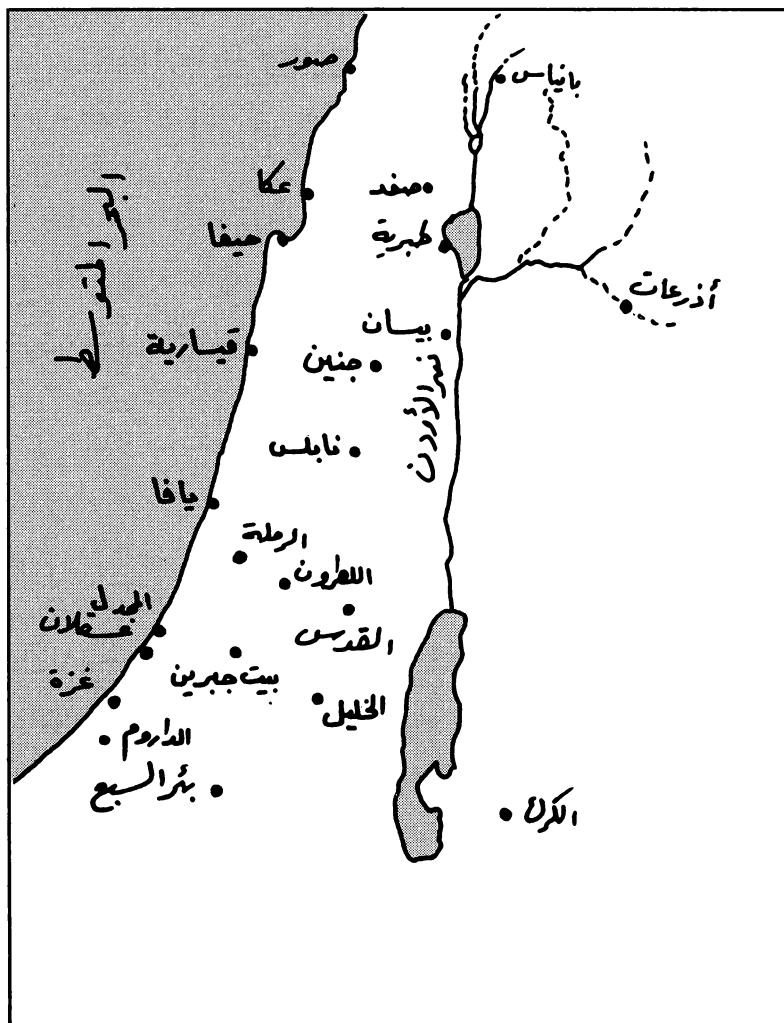 صور
بانياس
عكا
صفد
حيفا
طبرية
البحر المتوسط
أذرعات
بيسان
قيسارية
جنين
نهر الأردن
نابلس
يافا
الرملة
اللطرون
المجدل
عسقلان
القدس
بيت جبرين
غزة
الخليل
الداروم
بئر السبع
الكرك